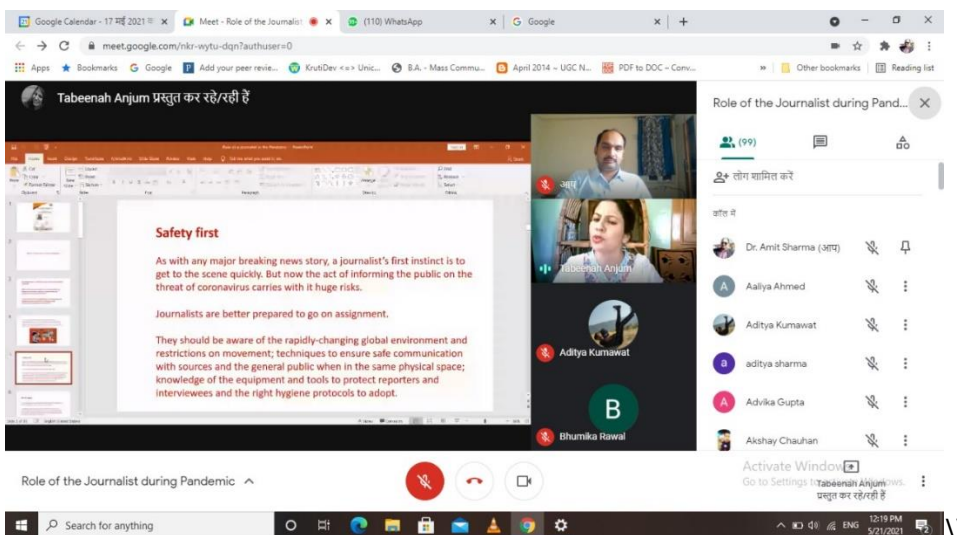 Google Calendar - 17 मई 2021
Meet - Role of the Journalist
(110) WhatsApp
Google
meet.google.com/nkr-wytu-dqn?authuser=0
Apps
Bookmarks
Google
Add your peer revie...
KrutiDev <=> Unic...
B.A. - Mass Commu...
April 2014 – UGC N...
PDF to DOC – Conv...
»
Other bookmarks
Reading list
Tabeenah Anjum प्रस्तुत कर रहे/रही हैं
Safety first
As with any major breaking news story, a journalist's first instinct is to
get to the scene quickly. But now the act of informing the public on the
threat of coronavirus carries with it huge risks.
Journalists are better prepared to go on assignment.
They should be aware of the rapidly-changing global environment and
restrictions on movement; techniques to ensure safe communication
with sources and the general public when in the same physical space;
knowledge of the equipment and tools to protect reporters and
interviewees and the right hygiene protocols to adopt.
आप
Tabeenah Anjum
Aditya Kumawat
B
Bhumika Rawal
Role of the Journalist during Pand...
(99)
लोग शामिल करें
कॉल में
Dr. Amit Sharma (आप)
A
Aaliya Ahmed
Aditya Kumawat
a
aditya sharma
A
Advika Gupta
Akshay Chauhan
Activate Window
Go to Settings
Tabeenah Anjum
प्रस्तुत कर रहे/रही हैं
Role of the Journalist during Pandemic
Search for anything
ENG
12:19 PM
5/21/2021